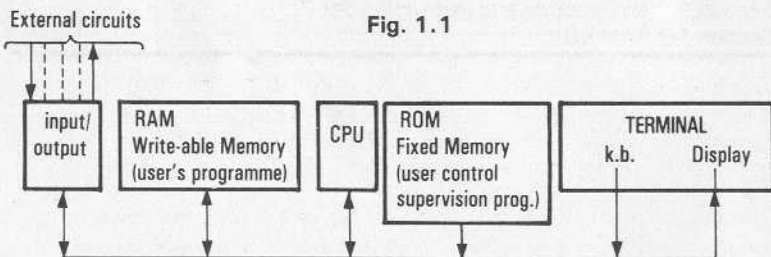 External circuits
Fig. 1.1
input/
output
RAM
Write-able Memory
(user's programme)
CPU
ROM
Fixed Memory
(user control
supervision prog.)
TERMINAL
k.b. Display